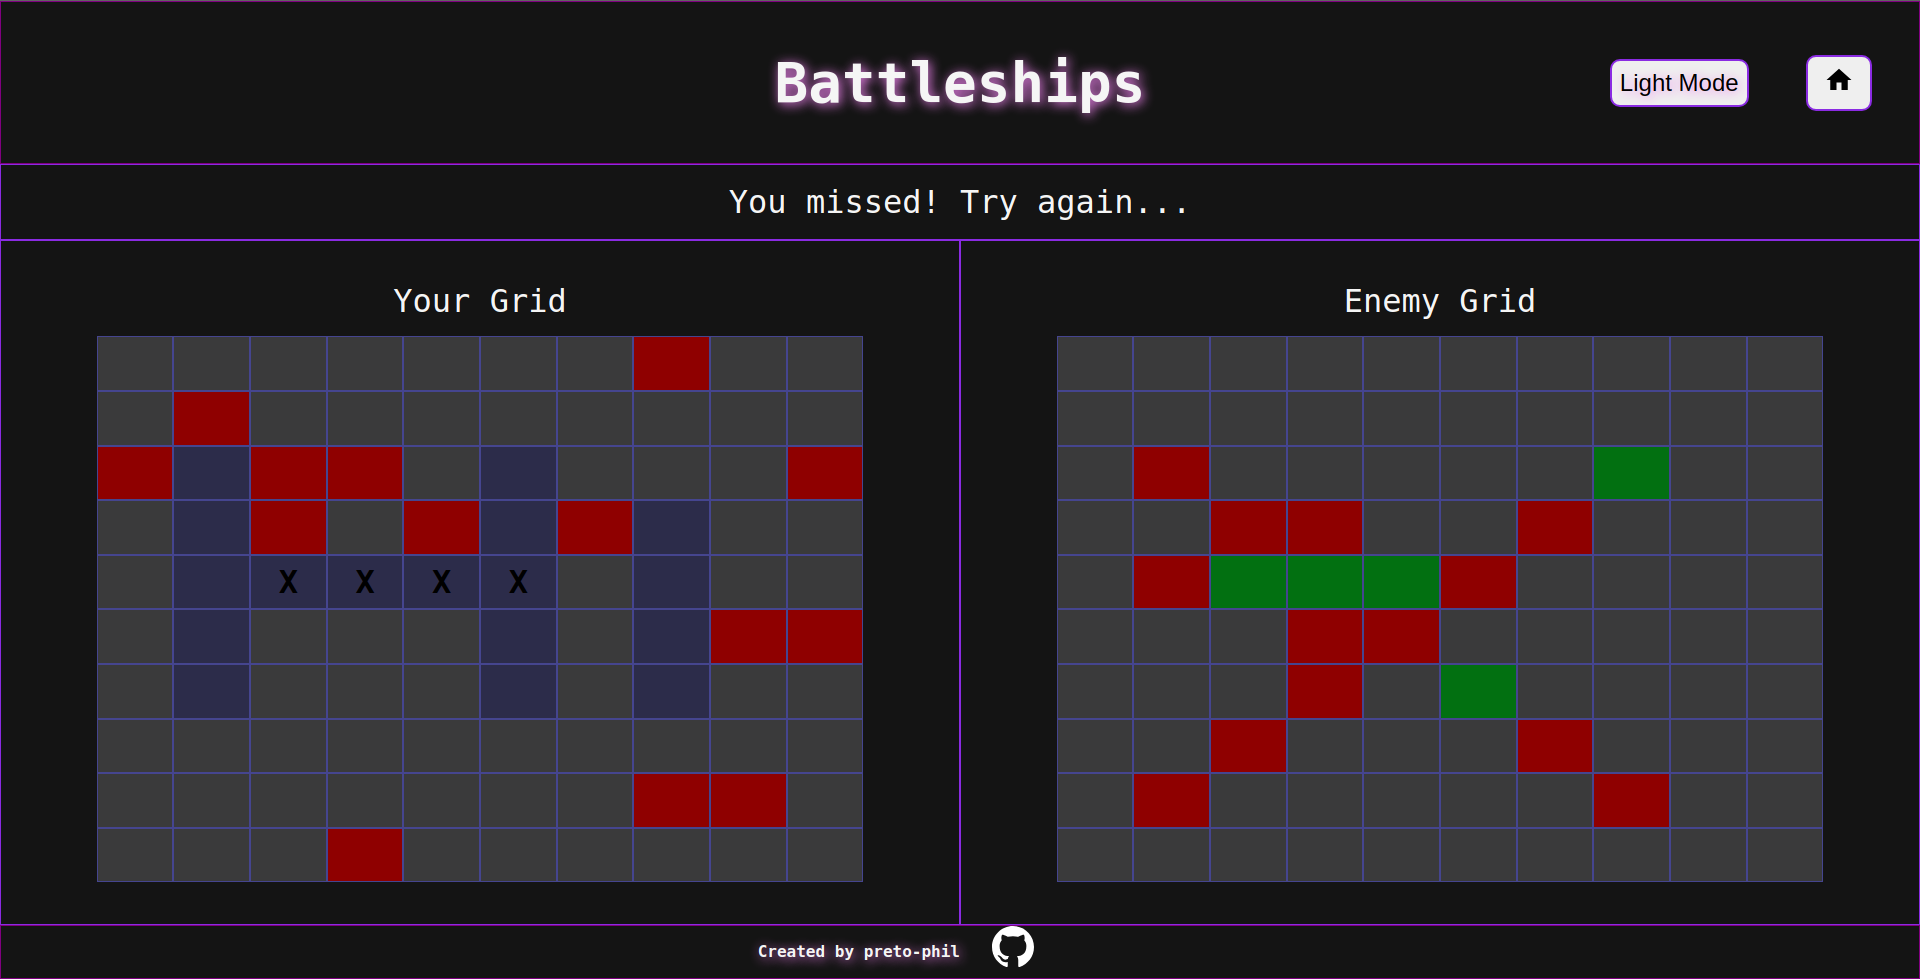 Battleships
Light Mode
You missed! Try again...
Your Grid
Enemy Grid
X X X X
Created by preto-phil